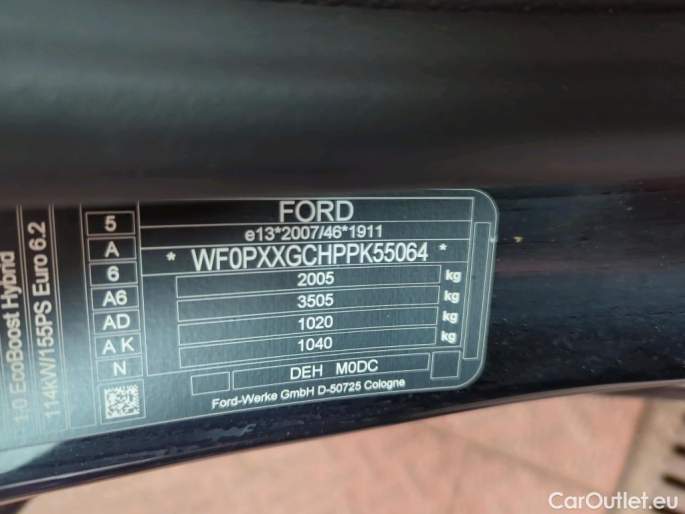 1.0 EcoBoost Hybrid
114kW/155PS Euro 6.2
5
A
6
A6
AD
A K
N
FORD
e13*2007/46*1911
* WF0PXXGCHPPK55064 *
2005 kg
3505 kg
1020 kg
1040 kg
DEH M0DC
Ford-Werke GmbH D-50725 Cologne
CarOutlet.eu